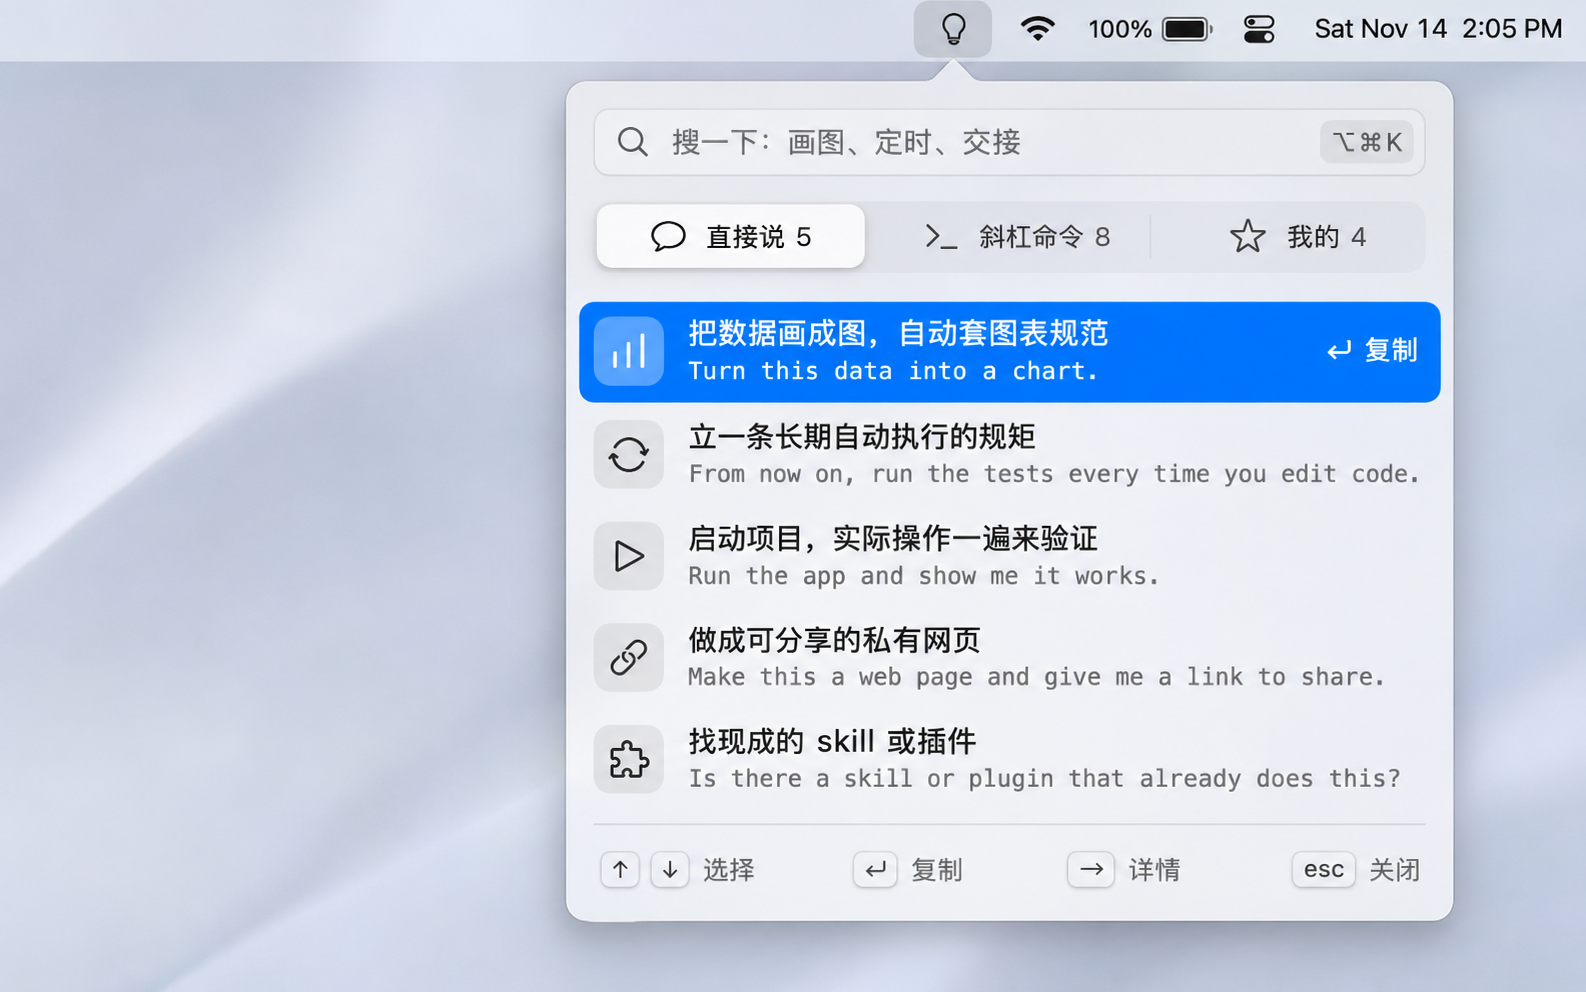 100% Sat Nov 14 2:05 PM
搜一下：画图、定时、交接 ⌥⌘K
直接说 5 斜杠命令 8 我的 4
把数据画成图，自动套图表规范
Turn this data into a chart.
↵ 复制
立一条长期自动执行的规矩
From now on, run the tests every time you edit code.
启动项目，实际操作一遍来验证
Run the app and show me it works.
做成可分享的私有网页
Make this a web page and give me a link to share.
找现成的 skill 或插件
Is there a skill or plugin that already does this?
↑ ↓ 选择 ↵ 复制 → 详情 esc 关闭